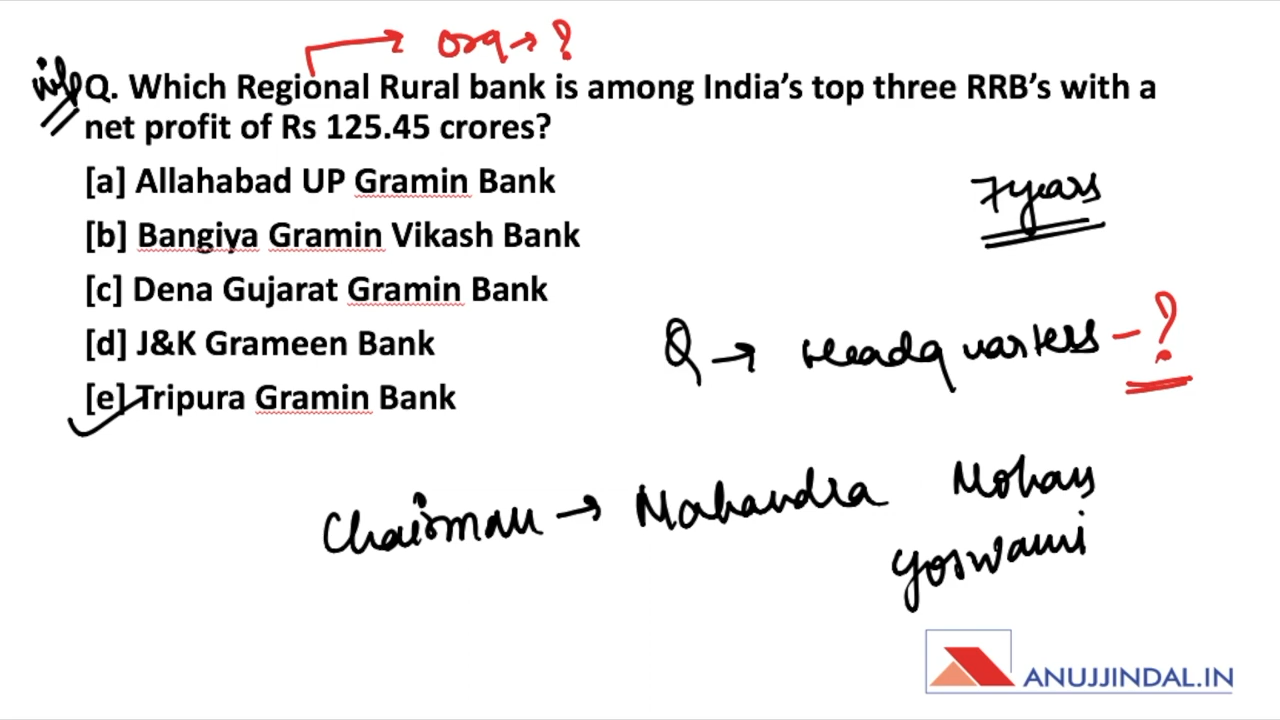 org → ?
Q. Which Regional Rural bank is among India's top three RRB's with a
net profit of Rs 125.45 crores?
[a] Allahabad UP Gramin Bank
7 years
[b] Bangiya Gramin Vikash Bank
[c] Dena Gujarat Gramin Bank
[d] J&K Grameen Bank
Q → Headquarters - ?
[e] Tripura Gramin Bank
Chairman → Mahandra Mohan
Goswami
ANUJJINDAL.IN